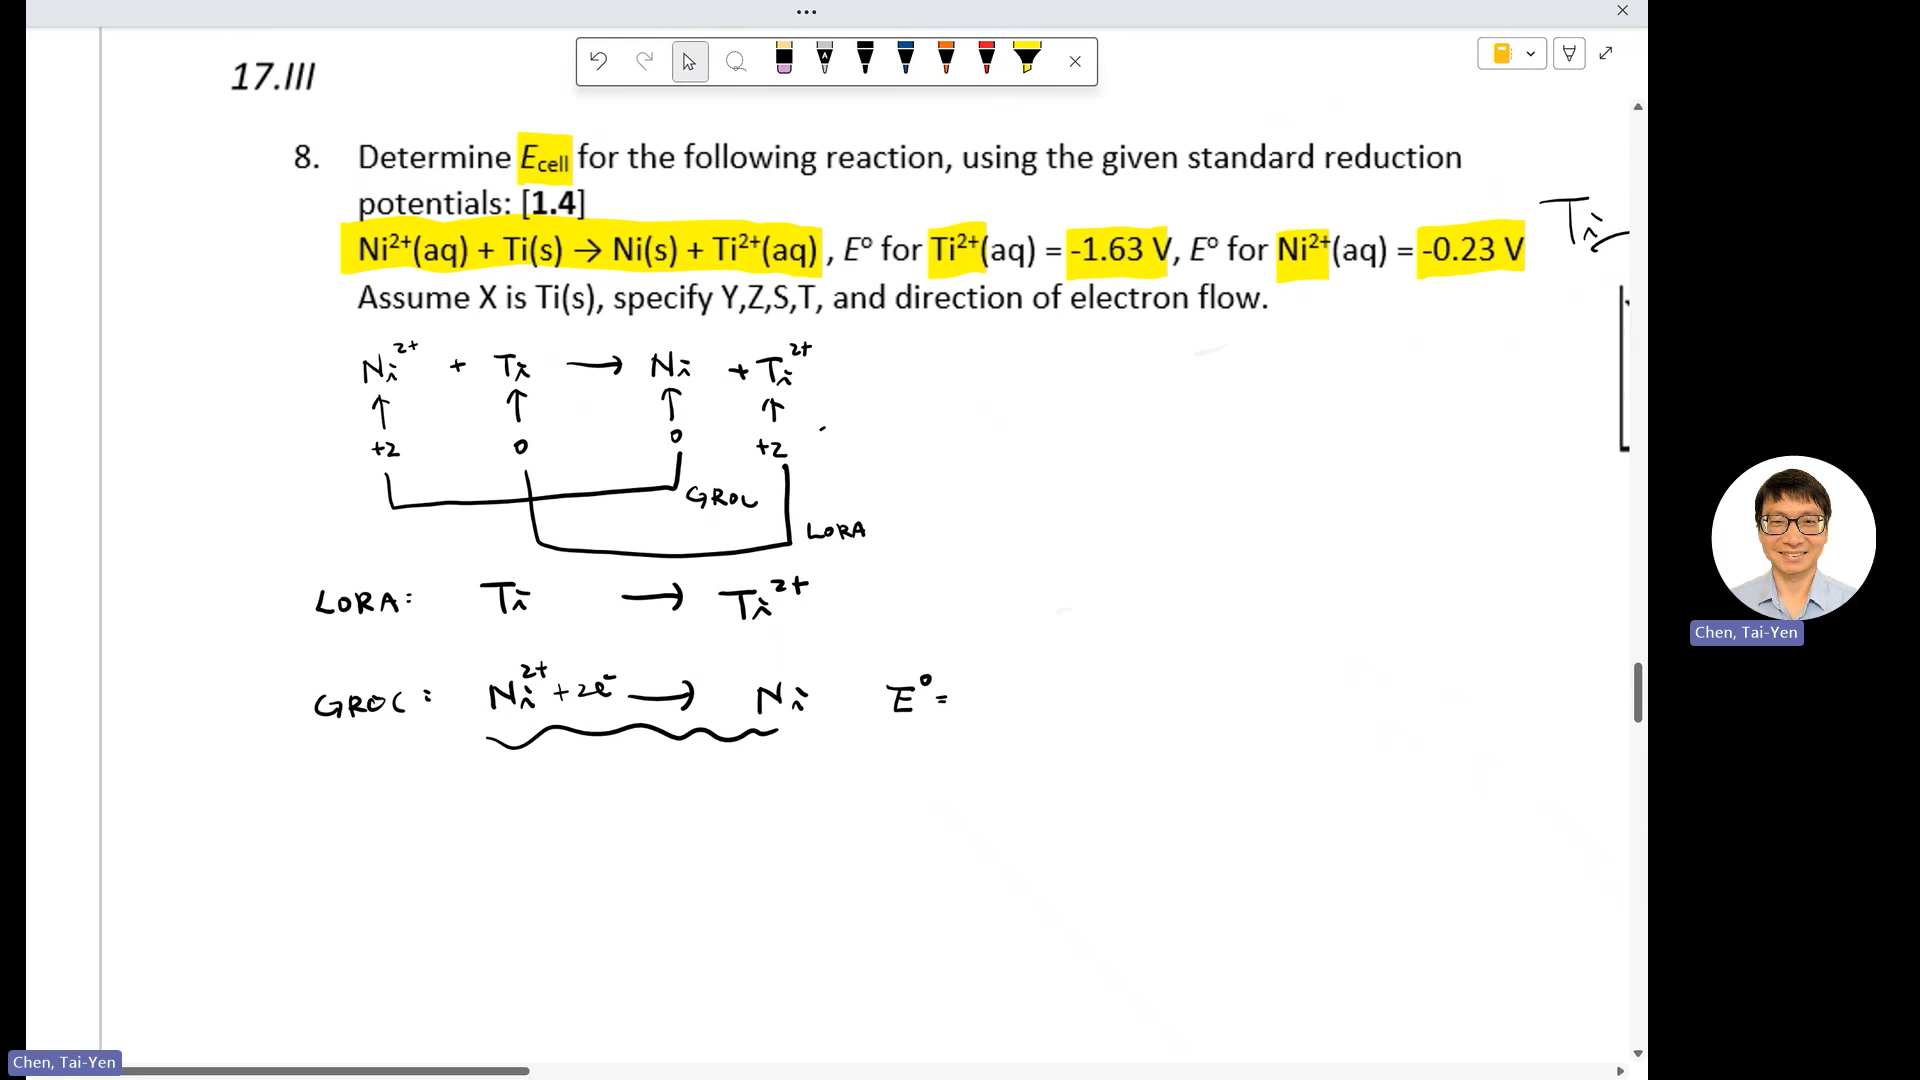 17.III
8. Determine Ecell for the following reaction, using the given standard reduction
potentials: [1.4]
Ni²⁺(aq) + Ti(s) → Ni(s) + Ti²⁺(aq) , E° for Ti²⁺(aq) = -1.63 V, E° for Ni²⁺(aq) = -0.23 V
Assume X is Ti(s), specify Y,Z,S,T, and direction of electron flow.
Ti
Ni²⁺ + Ti → Ni + Ti²⁺
↑ ↑ ↑ ↑
+2 0 0 +2
GROC
LORA
LORA: Ti → Ti²⁺
GROC: Ni²⁺ + 2e⁻ → Ni E° =
Chen, Tai-Yen
Chen, Tai-Yen